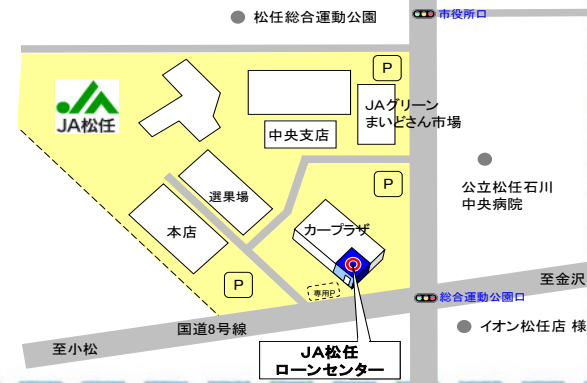 松任総合運動公園
市役所口
P
JA松任
JAグリーン
まいどさん市場
中央支店
公立松任石川
中央病院
P
選果場
本店
カープラザ
P
専用P
至金沢
総合運動公園口
国道8号線
イオン松任店 様
至小松
JA松任
ローンセンター